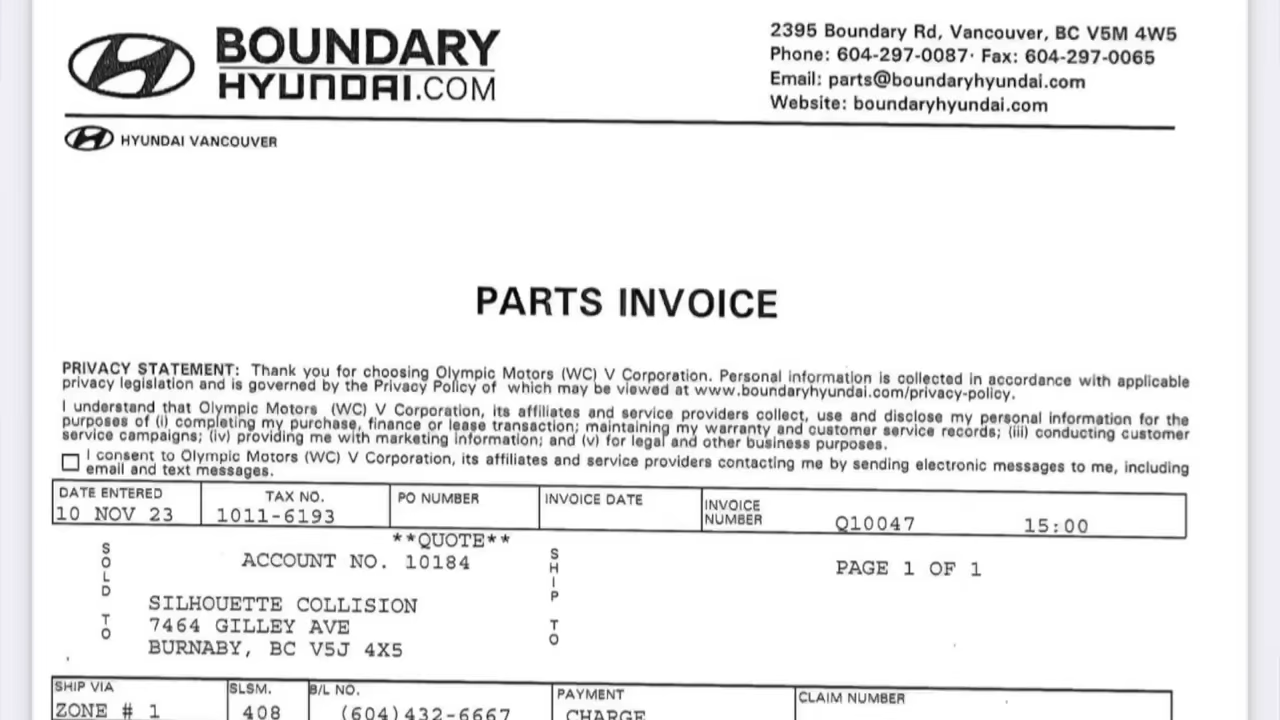 BOUNDARY
HYUNDAI.COM
2395 Boundary Rd, Vancouver, BC V5M 4W5
Phone: 604-297-0087· Fax: 604-297-0065
Email: parts@boundaryhyundai.com
Website: boundaryhyundai.com
HYUNDAI VANCOUVER
PARTS INVOICE
PRIVACY STATEMENT: Thank you for choosing Olympic Motors (WC) V Corporation. Personal information is collected in accordance with applicable
privacy legislation and is governed by the Privacy Policy of which may be viewed at www.boundaryhyundai.com/privacy-policy.
I understand that Olympic Motors (WC) V Corporation, its affiliates and service providers collect, use and disclose my personal information for the
purposes of (i) completing my purchase, finance or lease transaction; maintaining my warranty and customer service records; (iii) conducting customer
service campaigns; (iv) providing me with marketing information; and (v) for legal and other business purposes.
I consent to Olympic Motors (WC) V Corporation, its affiliates and service providers contacting me by sending electronic messages to me, including
email and text messages.
DATE ENTERED TAX NO. PO NUMBER INVOICE DATE INVOICE NUMBER
10 NOV 23 1011-6193 Q10047 15:00
**QUOTE**
ACCOUNT NO. 10184 PAGE 1 OF 1
SOLD TO SHIP TO
SILHOUETTE COLLISION
7464 GILLEY AVE
BURNABY, BC V5J 4X5
SHIP VIA SLSM. B/L NO. PAYMENT CLAIM NUMBER
ZONE # 1 408 (604)432-6667 CHARGE